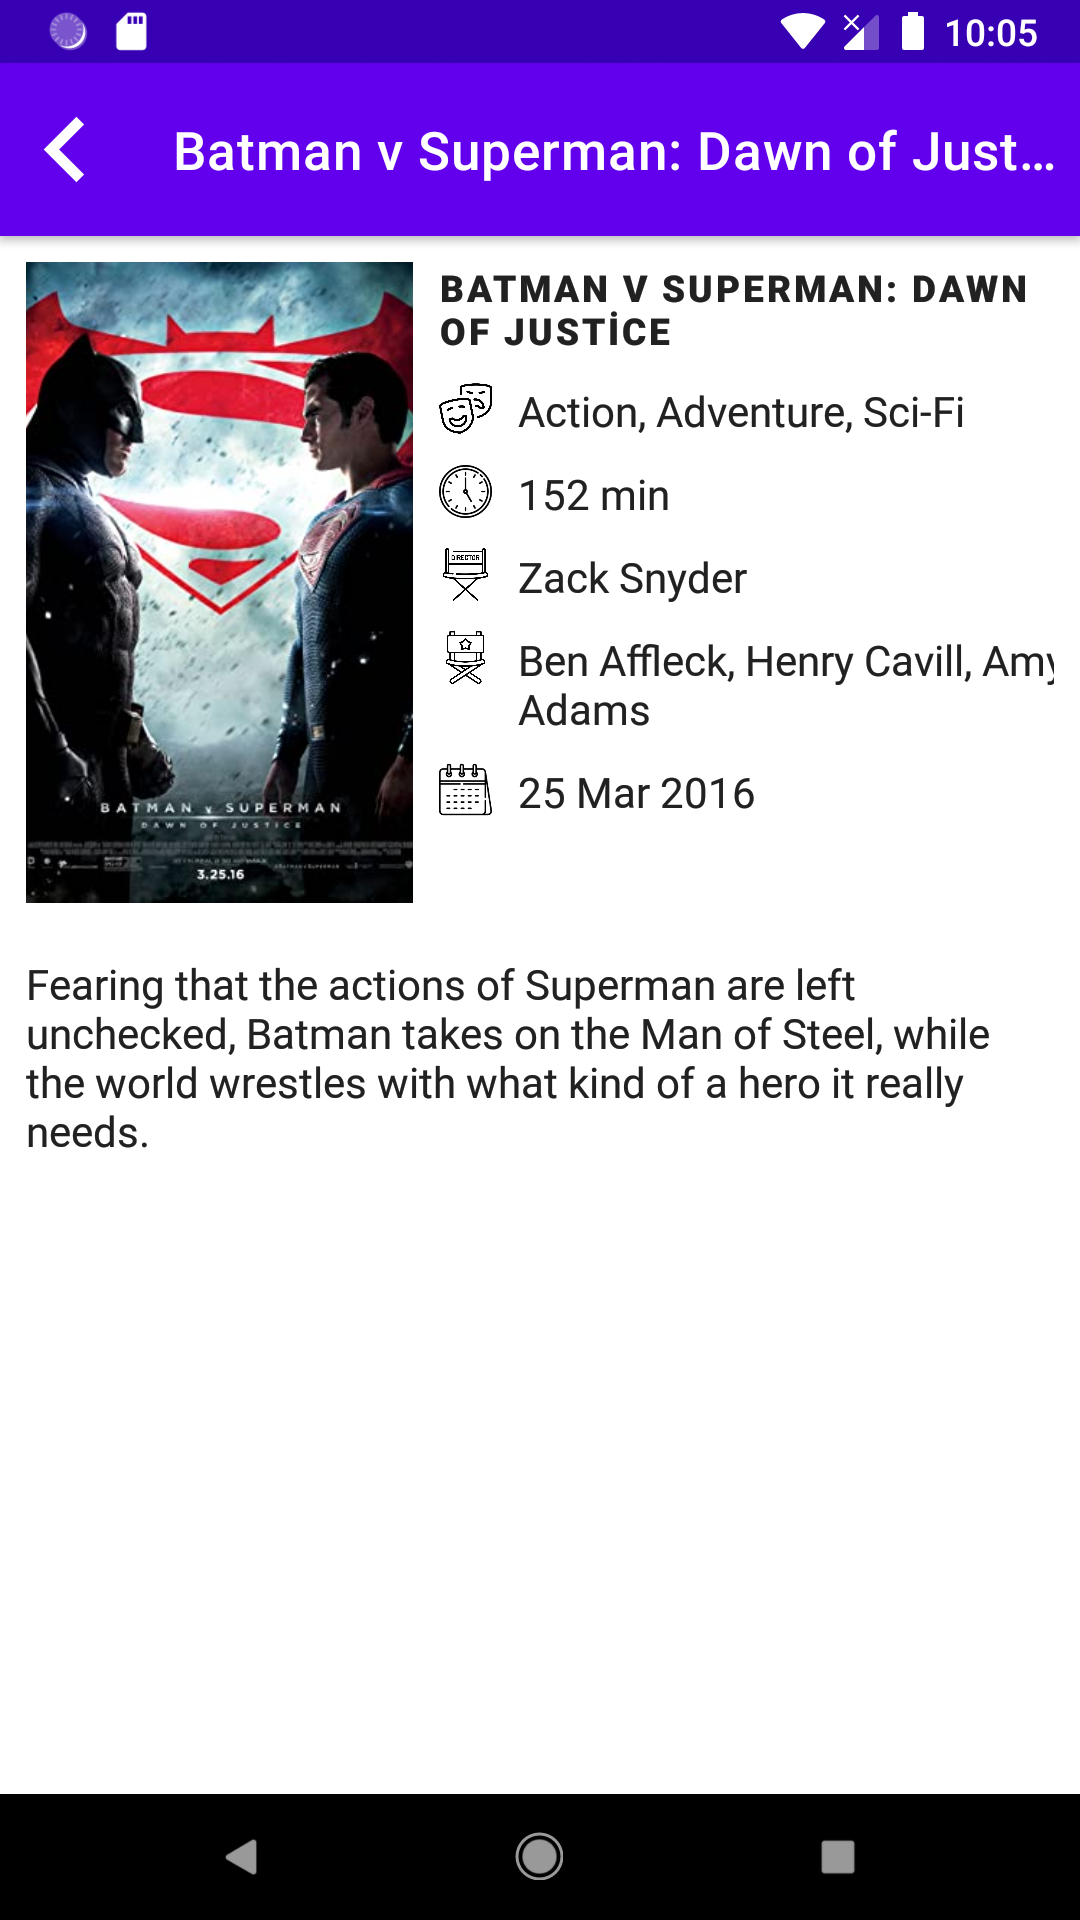 10:05
Batman v Superman: Dawn of Just...
BATMAN V SUPERMAN: DAWN
OF JUSTİCE
Action, Adventure, Sci-Fi
152 min
DIRECTOR
Zack Snyder
Ben Affleck, Henry Cavill, Amy
Adams
25 Mar 2016
BATMAN v SUPERMAN
DAWN OF JUSTICE
3.25.16
Fearing that the actions of Superman are left
unchecked, Batman takes on the Man of Steel, while
the world wrestles with what kind of a hero it really
needs.